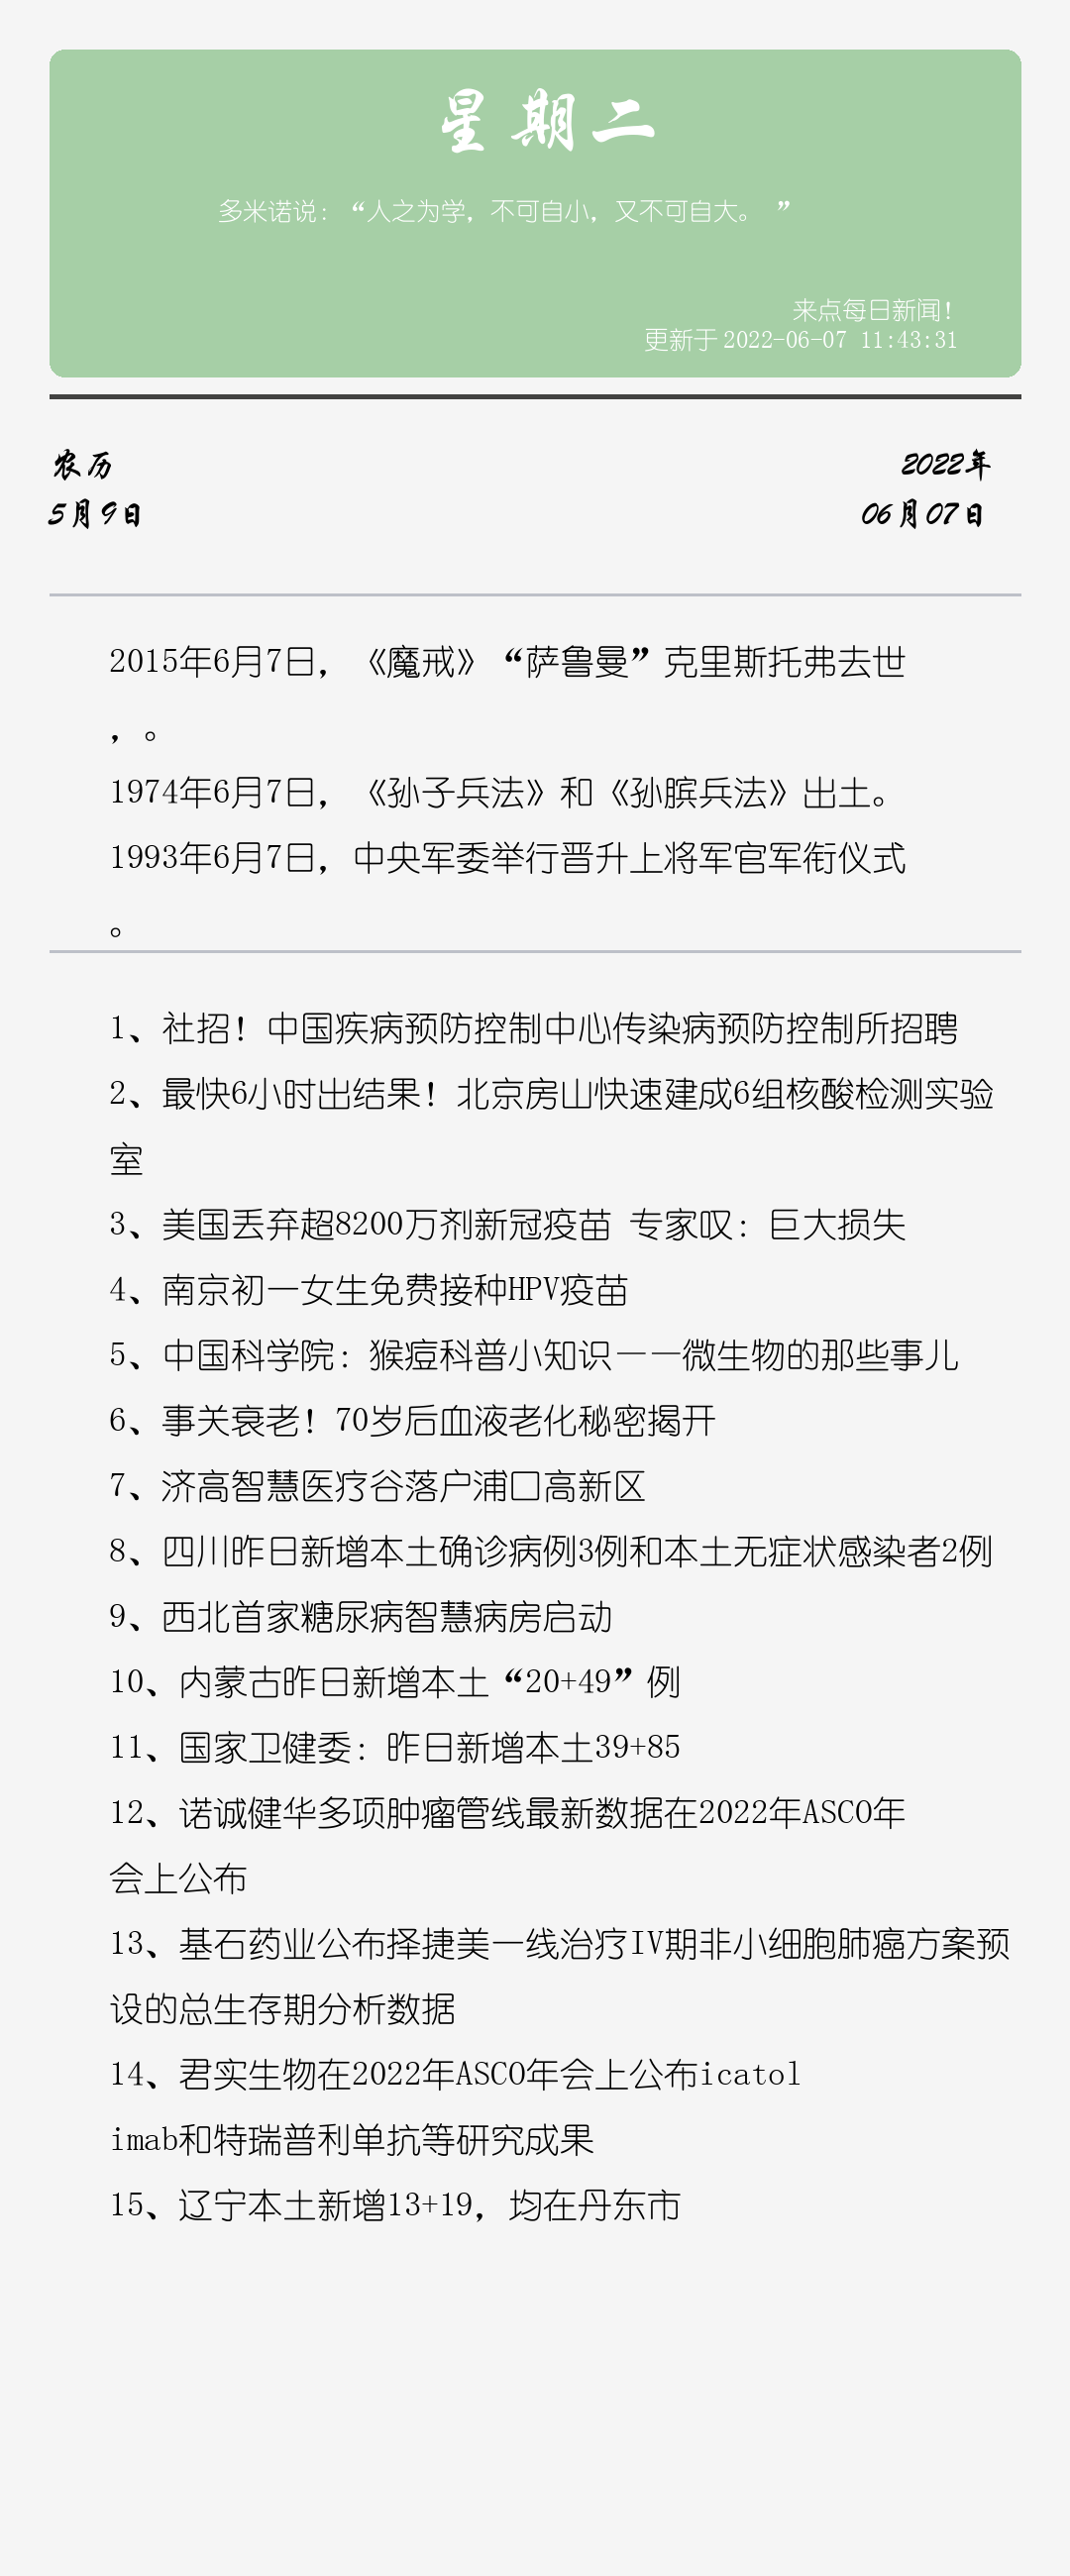 星期二
多米诺说：“人之为学，不可自小，又不可自大。 ”
来点每日新闻！
更新于 2022-06-07 11:43:31
农历
2022年
5月9日
06月07日
2015年6月7日，《魔戒》“萨鲁曼”克里斯托弗去世
，。
1974年6月7日，《孙子兵法》和《孙膑兵法》出土。
1993年6月7日，中央军委举行晋升上将军官军衔仪式
。
1、社招！中国疾病预防控制中心传染病预防控制所招聘
2、最快6小时出结果！北京房山快速建成6组核酸检测实验
室
3、美国丢弃超8200万剂新冠疫苗 专家叹：巨大损失
4、南京初一女生免费接种HPV疫苗
5、中国科学院：猴痘科普小知识——微生物的那些事儿
6、事关衰老！70岁后血液老化秘密揭开
7、济高智慧医疗谷落户浦口高新区
8、四川昨日新增本土确诊病例3例和本土无症状感染者2例
9、西北首家糖尿病智慧病房启动
10、内蒙古昨日新增本土“20+49”例
11、国家卫健委：昨日新增本土39+85
12、诺诚健华多项肿瘤管线最新数据在2022年ASCO年
会上公布
13、基石药业公布择捷美一线治疗IV期非小细胞肺癌方案预
设的总生存期分析数据
14、君实生物在2022年ASCO年会上公布icatol
imab和特瑞普利单抗等研究成果
15、辽宁本土新增13+19，均在丹东市